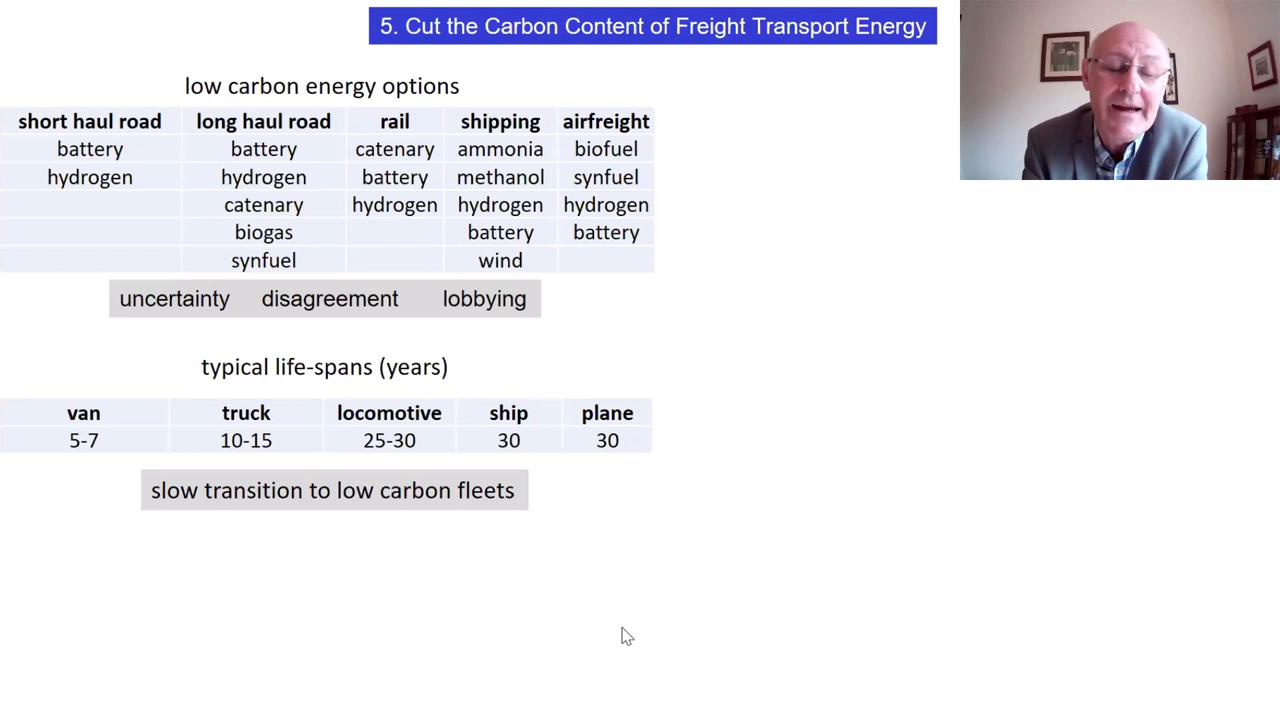 5. Cut the Carbon Content of Freight Transport Energy
low carbon energy options
short haul road long haul road rail shipping airfreight
battery battery catenary ammonia biofuel
hydrogen hydrogen battery methanol synfuel
catenary hydrogen hydrogen hydrogen
biogas battery battery
synfuel wind
uncertainty disagreement lobbying
typical life-spans (years)
van truck locomotive ship plane
5-7 10-15 25-30 30 30
slow transition to low carbon fleets